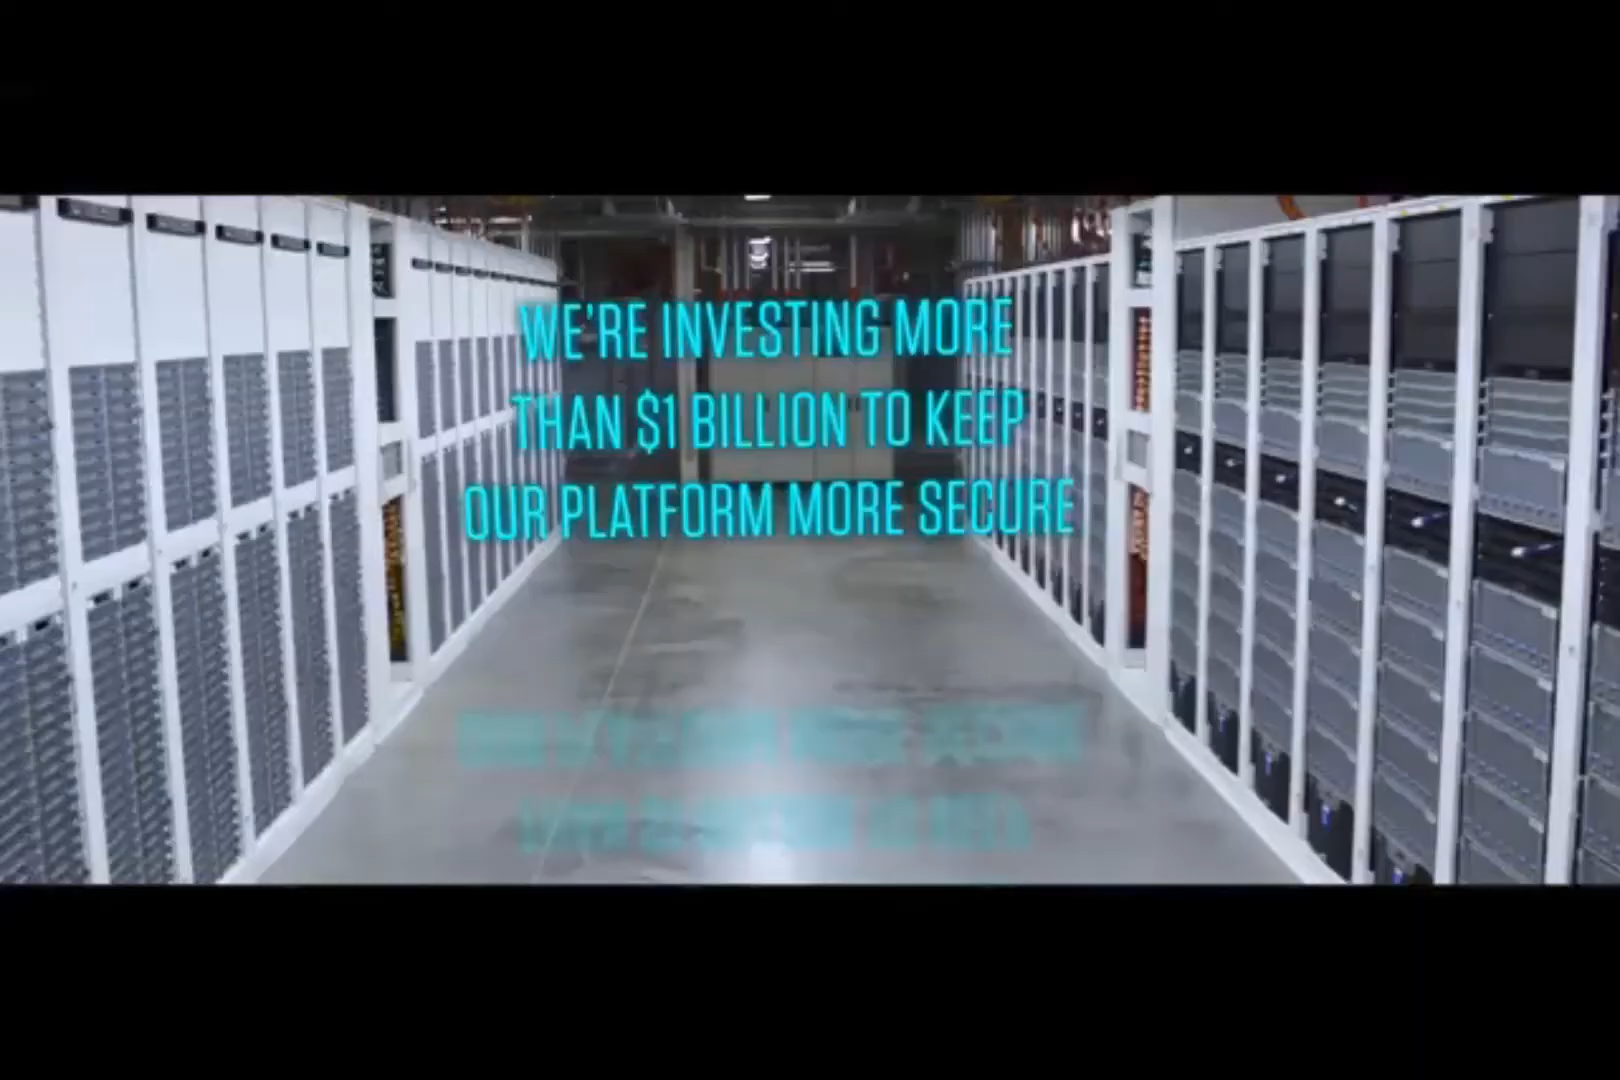 WE'RE INVESTING MORE
THAN $1 BILLION TO KEEP
OUR PLATFORM MORE SECURE